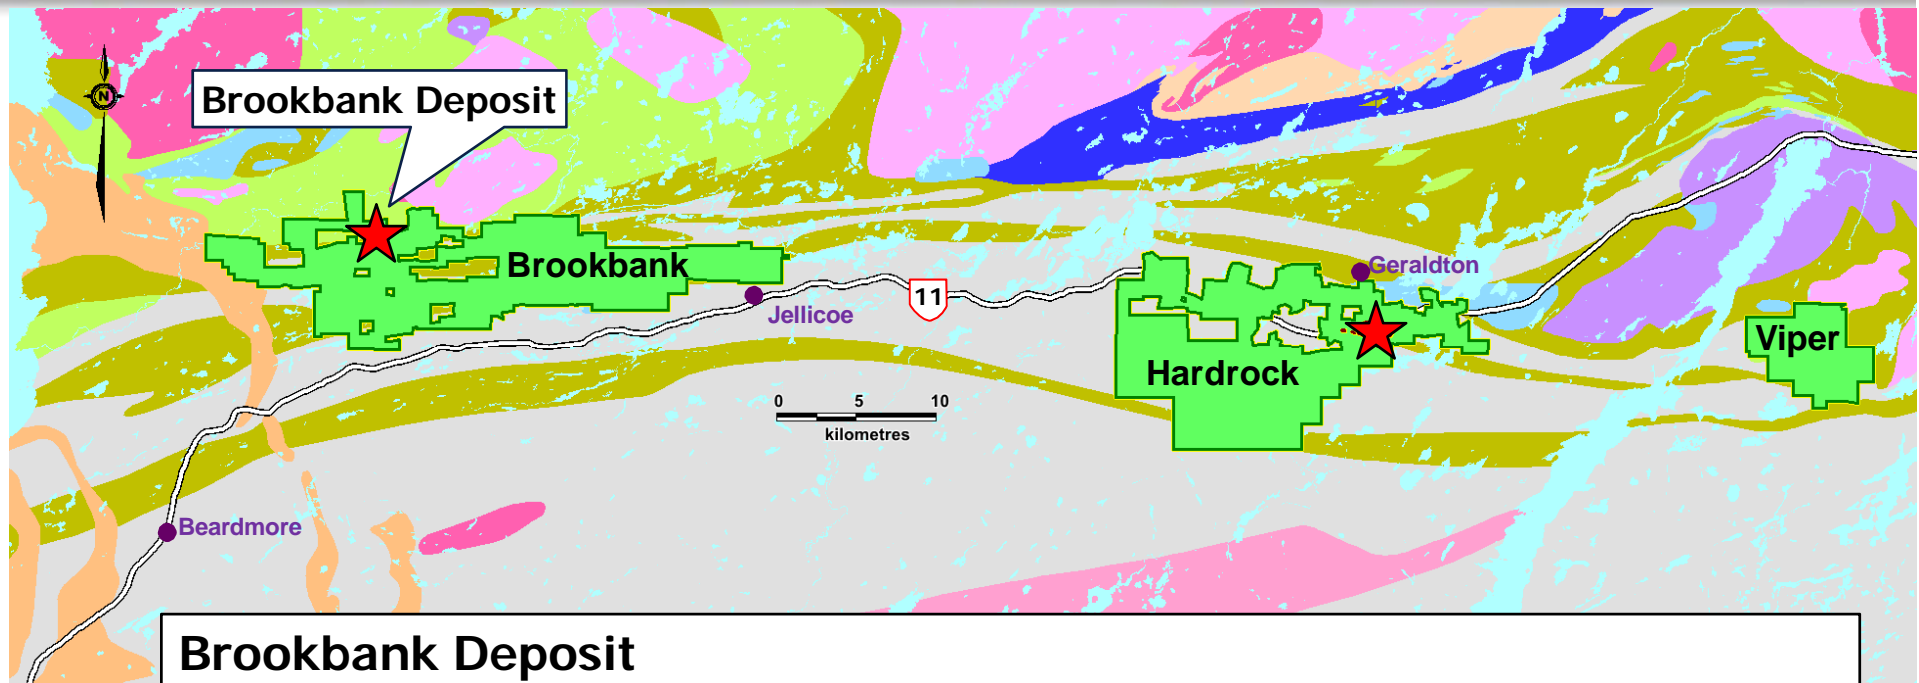 N
Brookbank Deposit
Brookbank
Geraldton
11
Jellicoe
Viper
Hardrock
0 5 10
kilometres
Beardmore
Brookbank Deposit